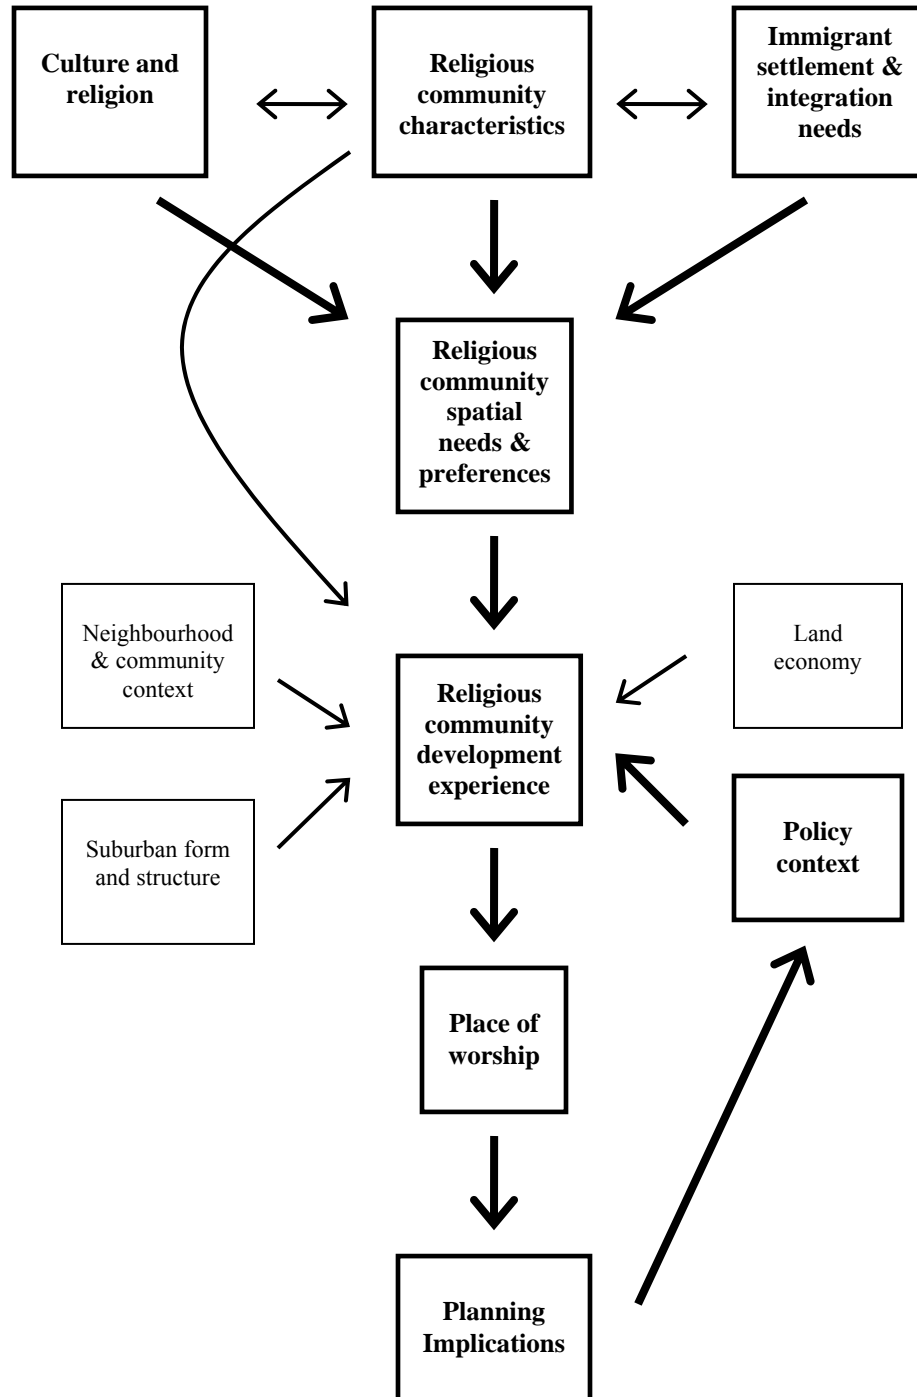 Culture and
religion
Religious
community
characteristics
Immigrant
settlement &
integration
needs
Religious
community
spatial
needs &
preferences
Neighbourhood
& community
context
Religious
community
development
experience
Land
economy
Suburban form
and structure
Policy
context
Place of
worship
Planning
Implications